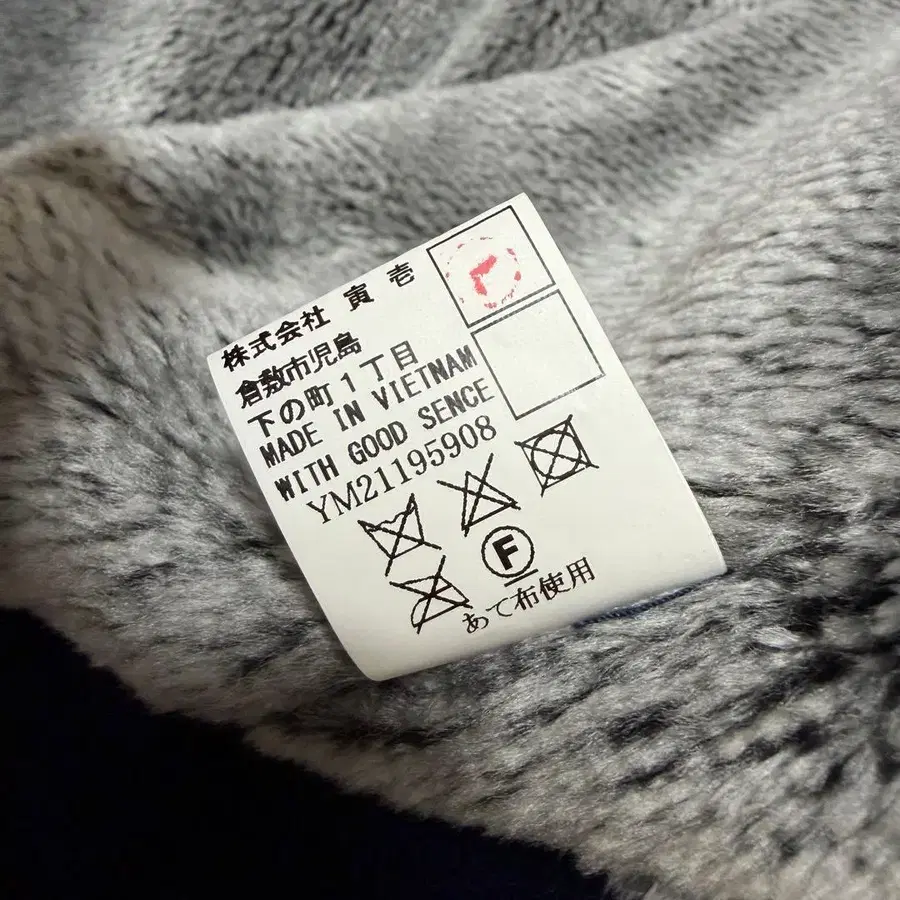 株式会社 寅 壱
倉敷市児島
下の町1丁目
MADE IN VIETNAM
WITH GOOD SENCE
YM21195908
F
あて布使用